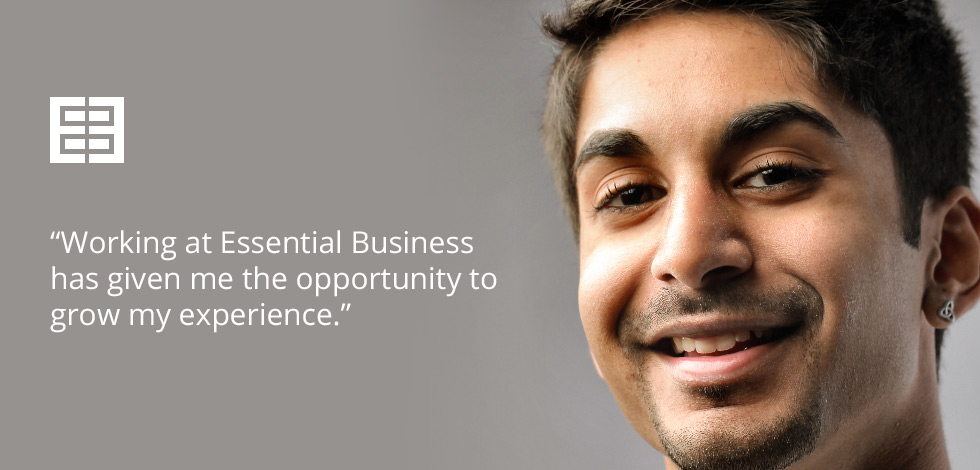 “Working at Essential Business
has given me the opportunity to
grow my experience.”